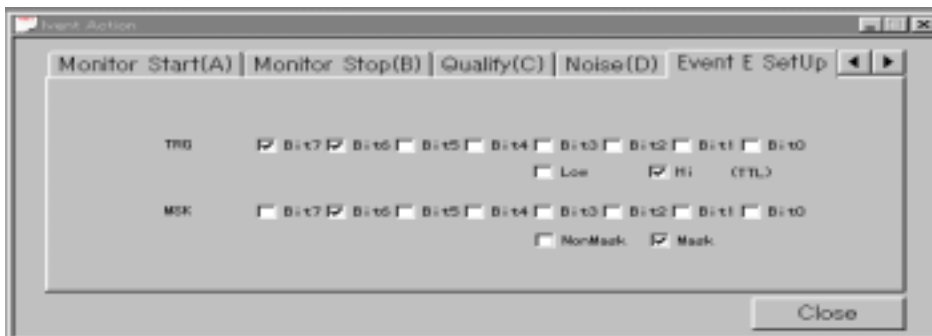 Event Action
Monitor Start(A) Monitor Stop(B) Qualify(C) Noise(D) Event E SetUp
TRG Bit7 Bit6 Bit5 Bit4 Bit3 Bit2 Bit1 Bit0
Low Hi (TTL)
MSK Bit7 Bit6 Bit5 Bit4 Bit3 Bit2 Bit1 Bit0
NonMask Mask
Close